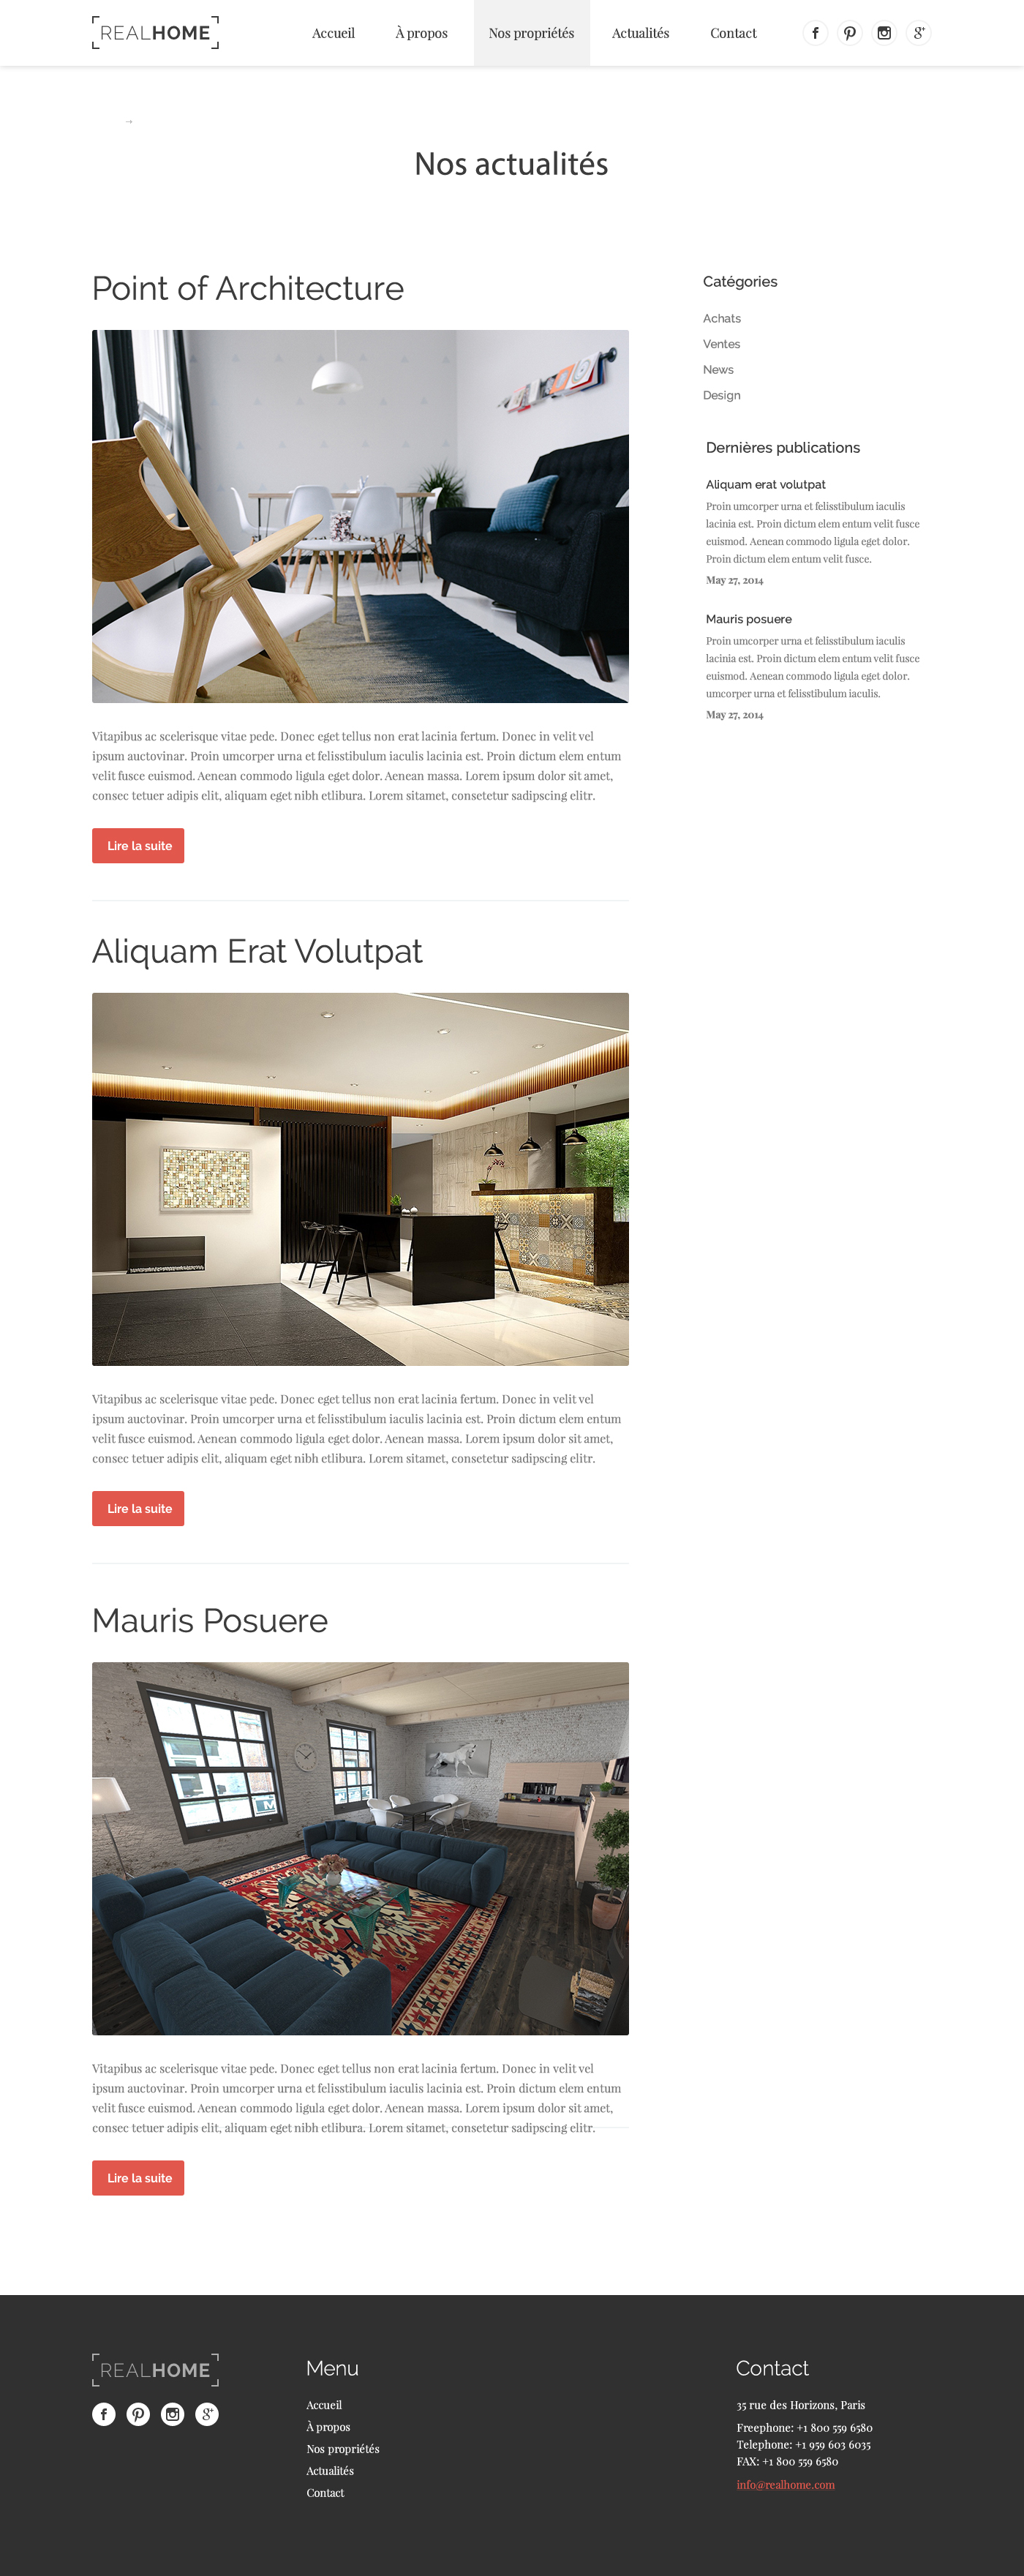 REALHOME
Accueil
À propos
Nos propriétés
Actualités
Contact
→
Nos actualités
Point of Architecture
Vitapibus ac scelerisque vitae pede. Donec eget tellus non erat lacinia fertum. Donec in velit vel
ipsum auctovinar. Proin umcorper urna et felisstibulum iaculis lacinia est. Proin dictum elem entum
velit fusce euismod. Aenean commodo ligula eget dolor. Aenean massa. Lorem ipsum dolor sit amet,
consec tetuer adipis elit, aliquam eget nibh etlibura. Lorem sitamet, consetetur sadipscing elitr.
Lire la suite
Aliquam Erat Volutpat
Vitapibus ac scelerisque vitae pede. Donec eget tellus non erat lacinia fertum. Donec in velit vel
ipsum auctovinar. Proin umcorper urna et felisstibulum iaculis lacinia est. Proin dictum elem entum
velit fusce euismod. Aenean commodo ligula eget dolor. Aenean massa. Lorem ipsum dolor sit amet,
consec tetuer adipis elit, aliquam eget nibh etlibura. Lorem sitamet, consetetur sadipscing elitr.
Lire la suite
Mauris Posuere
Vitapibus ac scelerisque vitae pede. Donec eget tellus non erat lacinia fertum. Donec in velit vel
ipsum auctovinar. Proin umcorper urna et felisstibulum iaculis lacinia est. Proin dictum elem entum
velit fusce euismod. Aenean commodo ligula eget dolor. Aenean massa. Lorem ipsum dolor sit amet,
consec tetuer adipis elit, aliquam eget nibh etlibura. Lorem sitamet, consetetur sadipscing elitr.
Lire la suite
Catégories
Achats
Ventes
News
Design
Dernières publications
Aliquam erat volutpat
Proin umcorper urna et felisstibulum iaculis
lacinia est. Proin dictum elem entum velit fusce
euismod. Aenean commodo ligula eget dolor.
Proin dictum elem entum velit fusce.
May 27, 2014
Mauris posuere
Proin umcorper urna et felisstibulum iaculis
lacinia est. Proin dictum elem entum velit fusce
euismod. Aenean commodo ligula eget dolor.
umcorper urna et felisstibulum iaculis.
May 27, 2014
REALHOME
Menu
Accueil
À propos
Nos propriétés
Actualités
Contact
Contact
35 rue des Horizons, Paris
Freephone: +1 800 559 6580
Telephone: +1 959 603 6035
FAX: +1 800 559 6580
info@realhome.com